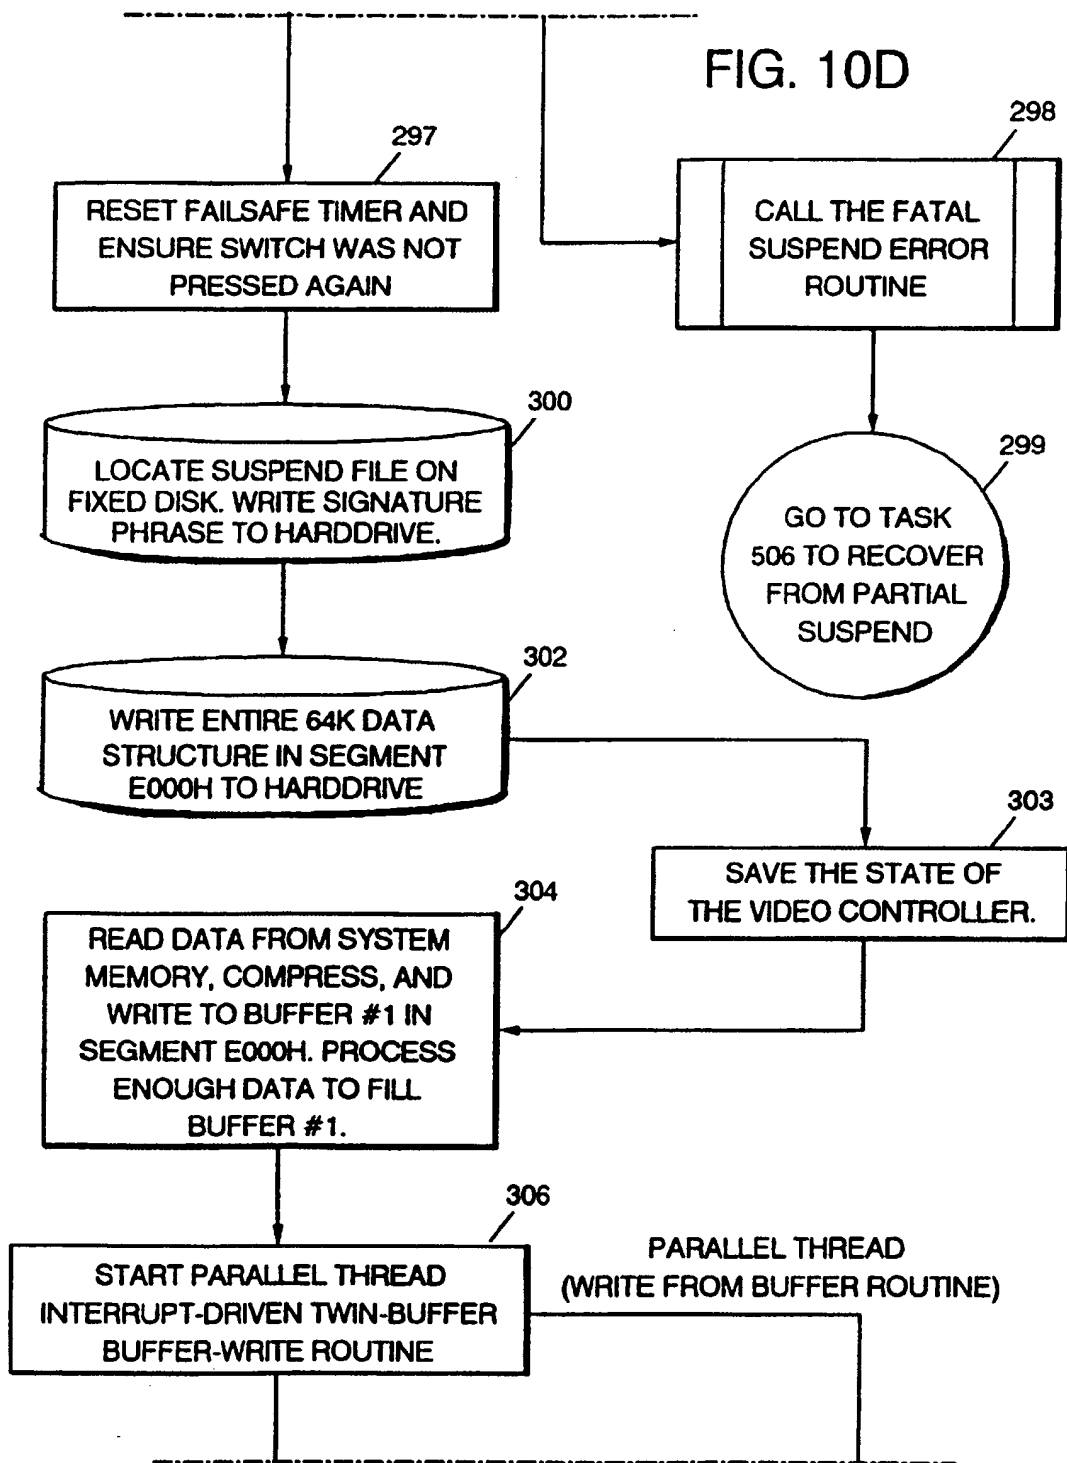 FIG. 10D
297
RESET FAILSAFE TIMER AND
ENSURE SWITCH WAS NOT
PRESSED AGAIN
298
CALL THE FATAL
SUSPEND ERROR
ROUTINE
300
LOCATE SUSPEND FILE ON
FIXED DISK. WRITE SIGNATURE
PHRASE TO HARDDRIVE.
299
GO TO TASK
506 TO RECOVER
FROM PARTIAL
SUSPEND
302
WRITE ENTIRE 64K DATA
STRUCTURE IN SEGMENT
E000H TO HARDDRIVE
303
SAVE THE STATE OF
THE VIDEO CONTROLLER.
304
READ DATA FROM SYSTEM
MEMORY, COMPRESS, AND
WRITE TO BUFFER #1 IN
SEGMENT E000H. PROCESS
ENOUGH DATA TO FILL
BUFFER #1.
306
START PARALLEL THREAD
INTERRUPT-DRIVEN TWIN-BUFFER
BUFFER-WRITE ROUTINE
PARALLEL THREAD
(WRITE FROM BUFFER ROUTINE)